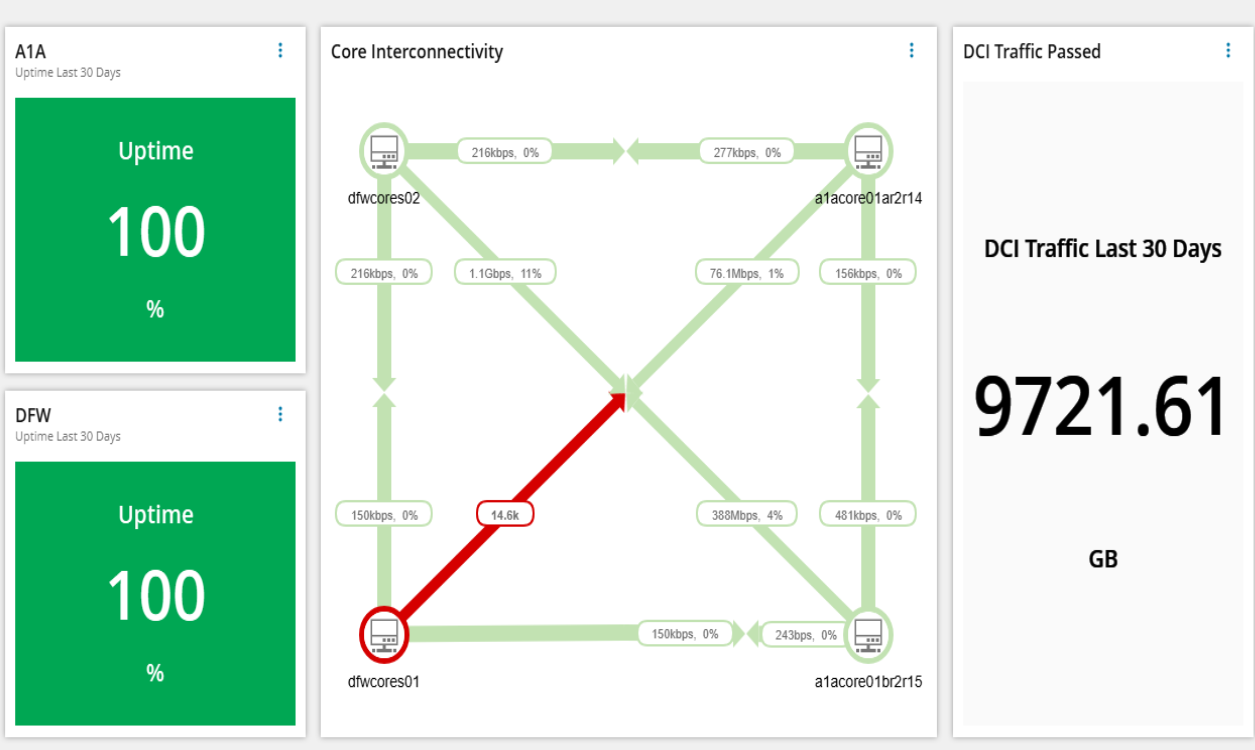 A1A
Uptime Last 30 Days
Uptime
100
%
DFW
Uptime Last 30 Days
Uptime
100
%
Core Interconnectivity
216kbps, 0%
277kbps, 0%
dfwcores02
a1acore01ar2r14
216kbps, 0%
1.1Gbps, 11%
76.1Mbps, 1%
156kbps, 0%
150kbps, 0%
14.6k
388Mbps, 4%
481kbps, 0%
150kbps, 0%
243bps, 0%
dfwcores01
a1acore01br2r15
DCI Traffic Passed
DCI Traffic Last 30 Days
9721.61
GB